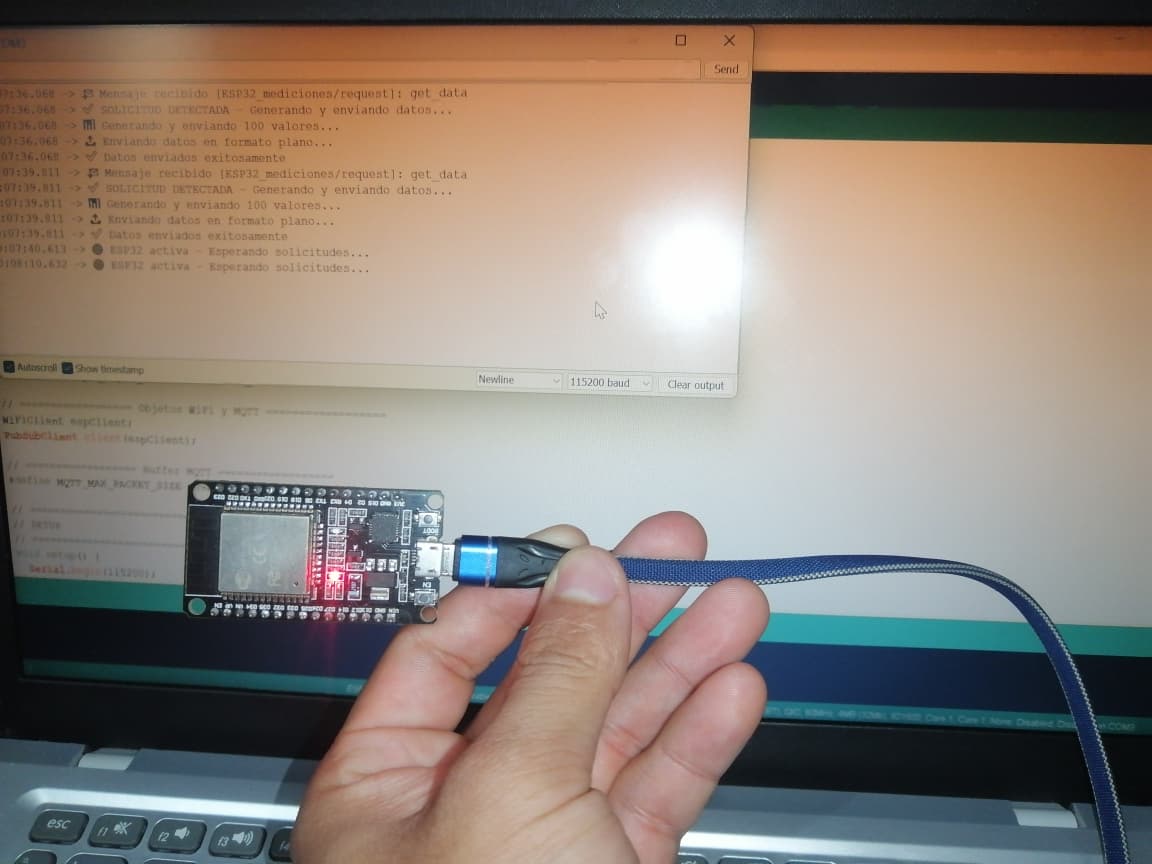 Send
07:36.068 -> Mensaje recibido [ESP32_mediciones/request]: get_data
07:36.068 -> ✓ SOLICITUD DETECTADA - Generando y enviando datos...
07:36.068 -> Generando y enviando 100 valores...
07:36.068 -> Enviando datos en formato plano...
07:36.068 -> ✓ Datos enviados exitosamente
07:39.811 -> Mensaje recibido [ESP32_mediciones/request]: get_data
:07:39.811 -> ✓ SOLICITUD DETECTADA - Generando y enviando datos...
:07:39.811 -> Generando y enviando 100 valores...
:07:39.811 -> Enviando datos en formato plano...
:07:39.811 -> ✓ Datos enviados exitosamente
:07:40.613 -> ● ESP32 activa - Esperando solicitudes...
:08:10.632 -> ● ESP32 activa - Esperando solicitudes...
Autoscroll Show timestamp Newline 115200 baud Clear output
// ================== Objetos WiFi y MQTT ==================
WiFiClient espClient;
PubSubClient client(espClient);
// ================== Buffer MQTT ==================
#define MQTT_MAX_PACKET_SIZE
// ==================
// SETUP
// ==================
void setup() {
Serial.begin(115200);
BOOT
EN
esc f1 f2 f3